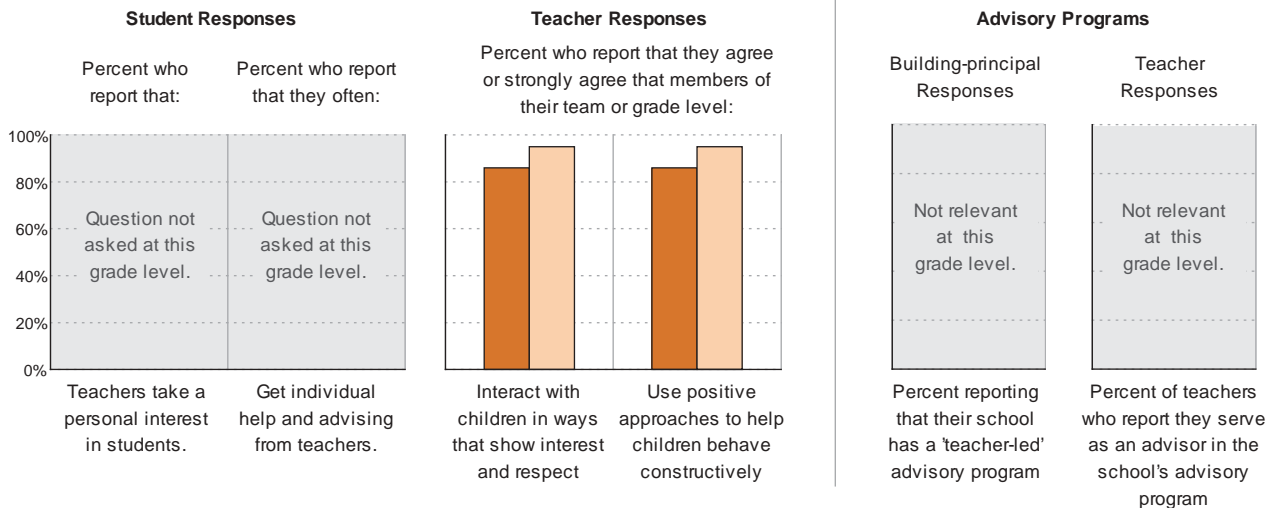 Student Responses
Percent who
report that:
Percent who report
that they often:
100%
80%
60%
40%
20%
0%
Question not
asked at this
grade level.
Question not
asked at this
grade level.
Teachers take a
personal interest
in students.
Get individual
help and advising
from teachers.
Teacher Responses
Percent who report that they agree
or strongly agree that members of
their team or grade level:
Interact with
children in ways
that show interest
and respect
Use positive
approaches to help
children behave
constructively
Advisory Programs
Building-principal
Responses
Not relevant
at this
grade level.
Percent reporting
that their school
has a 'teacher-led'
advisory program
Teacher
Responses
Not relevant
at this
grade level.
Percent of teachers
who report they serve
as an advisor in the
school's advisory
program